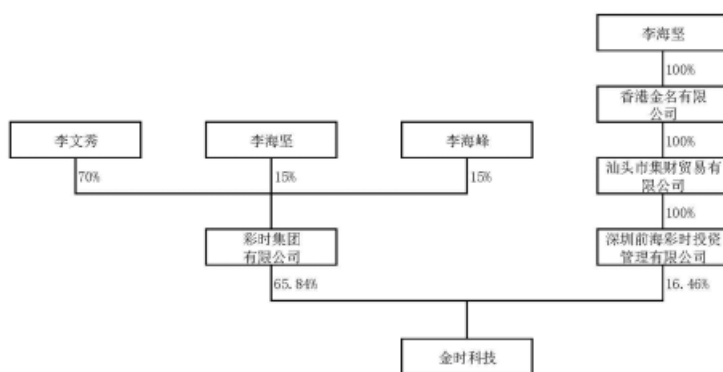 李海坚
100%
香港金名有限
公司
100%
李文秀
李海坚
李海峰
汕头市集财贸易有
限公司
70%
15%
15%
100%
彩时集团
有限公司
深圳前海彩时投资
管理有限公司
65.84%
16.46%
金时科技